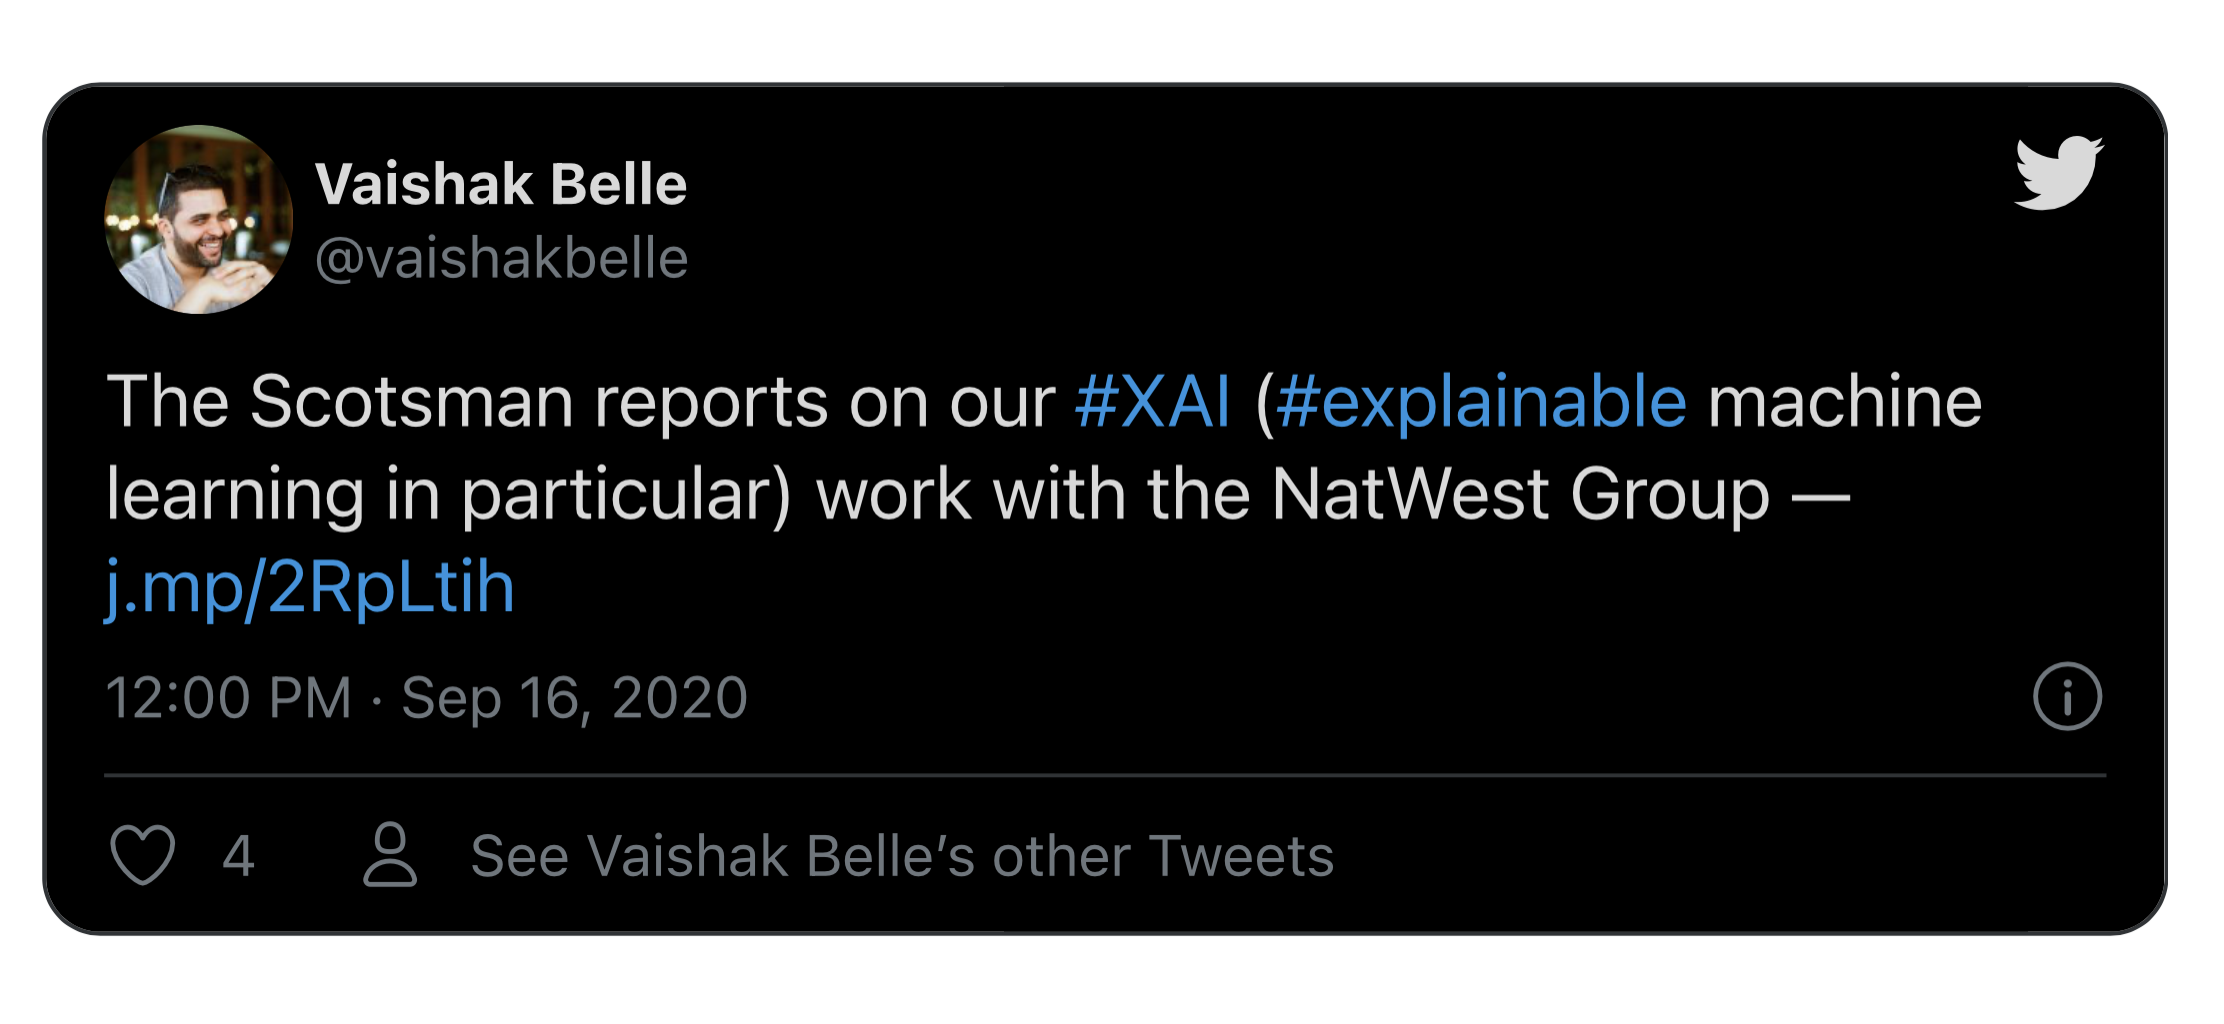 Vaishak Belle
@vaishakbelle
The Scotsman reports on our #XAI (#explainable machine
learning in particular) work with the NatWest Group —
j.mp/2RpLtih
12:00 PM · Sep 16, 2020
4 See Vaishak Belle’s other Tweets